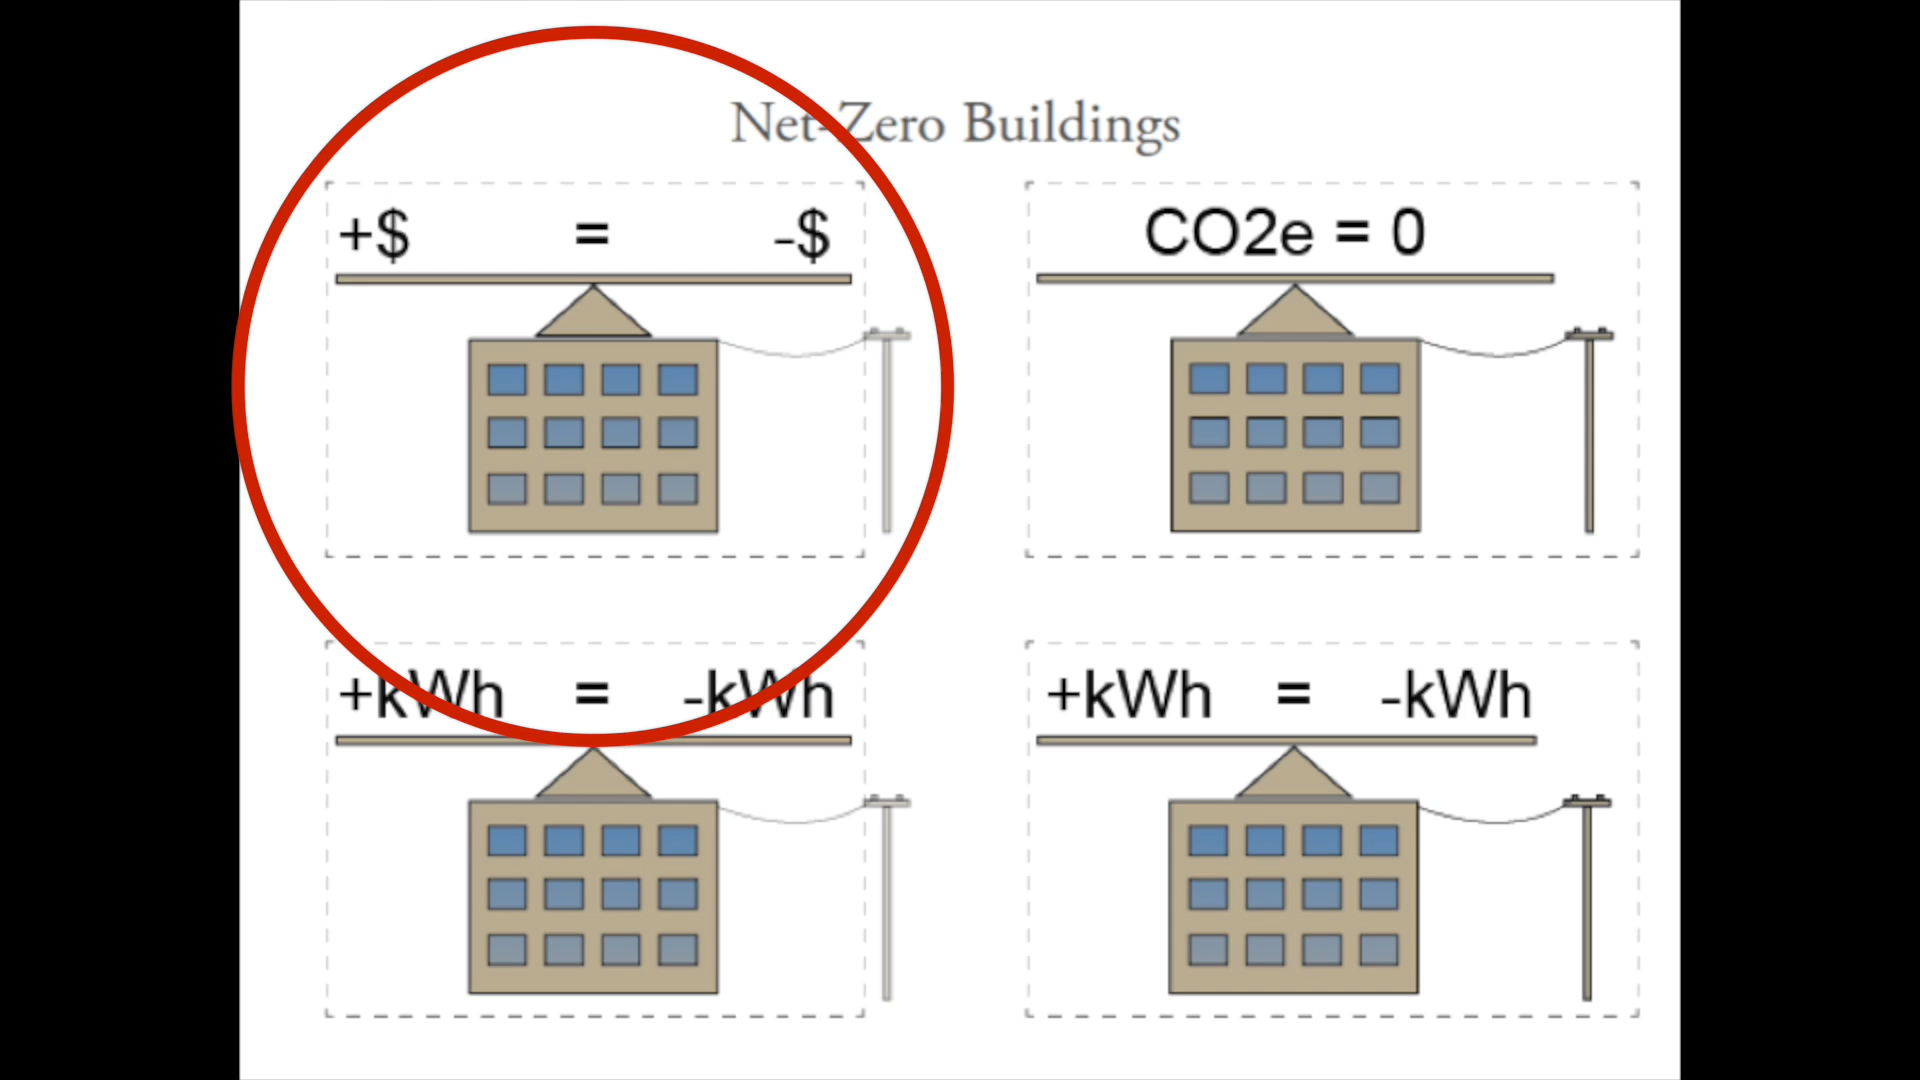 Net-Zero Buildings
+$ = -$
CO2e = 0
+kWh = -kWh
+kWh = -kWh